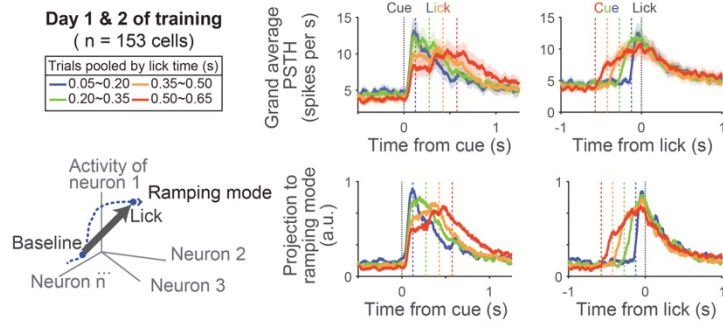 Day 1 & 2 of training
( n = 153 cells)
Trials pooled by lick time (s)
0.05~0.20 0.35~0.50
0.20~0.35 0.50~0.65
Activity of
neuron 1
Ramping mode
Lick
Baseline
Neuron 2
Neuron n...
Neuron 3
Grand average
PSTH
(spikes per s)
Cue Lick
15
10
5
0
0 1
Time from cue (s)
Cue Lick
15
10
5
0
-1 0 1
Time from lick (s)
Projection to
ramping mode
(a.u.)
1
0
0 1
Time from cue (s)
1
0
-1 0 1
Time from lick (s)